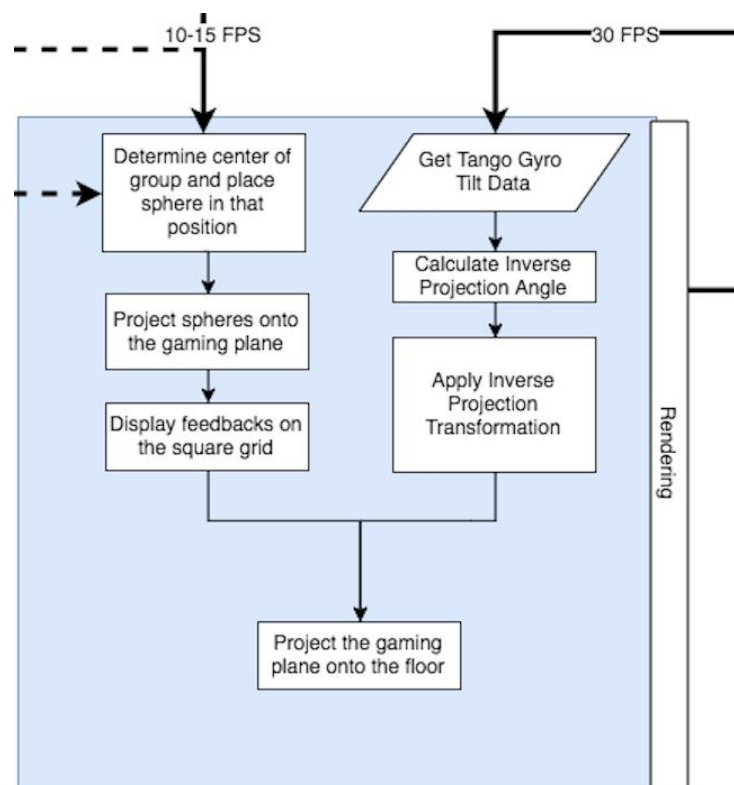 10-15 FPS
30 FPS
Determine center of
group and place
sphere in that
position
Get Tango Gyro
Tilt Data
Calculate Inverse
Projection Angle
Project spheres onto
the gaming plane
Apply Inverse
Projection
Transformation
Display feedbacks on
the square grid
Rendering
Project the gaming
plane onto the floor